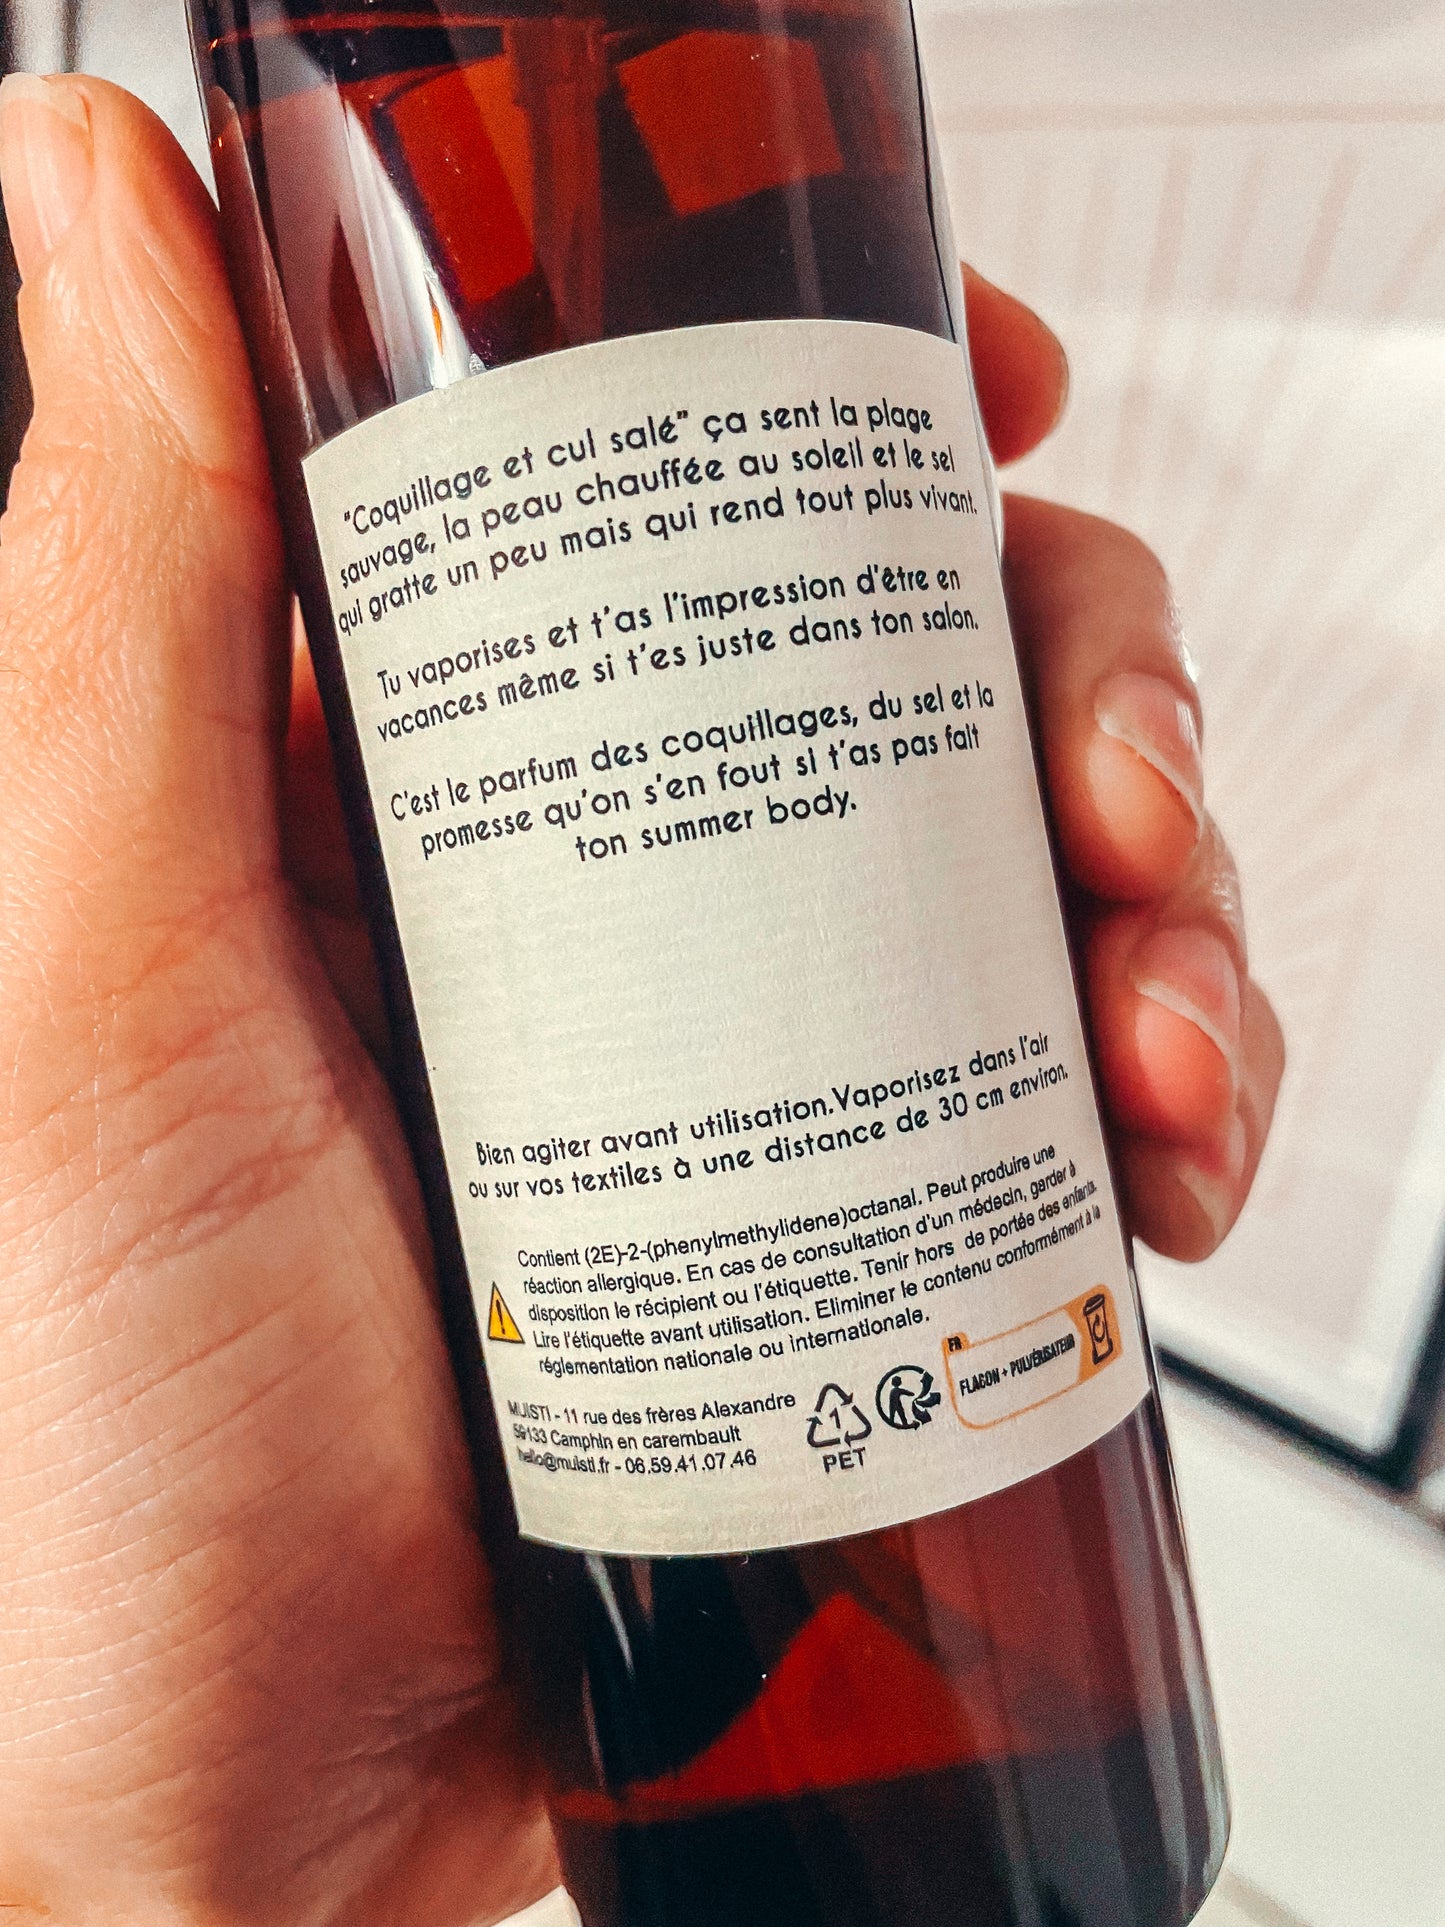 "Coquillage et cul salé" ça sent la plage
sauvage, la peau chauffée au soleil et le sel
qui gratte un peu mais qui rend tout plus vivant.
Tu vaporises et t'as l'impression d'être en
vacances même si t'es juste dans ton salon.
C'est le parfum des coquillages, du sel et la
promesse qu'on s'en fout si t'as pas fait
ton summer body.
Bien agiter avant utilisation.Vaporisez dans l'air
ou sur vos textiles à une distance de 30 cm environ.
Contient (2E)-2-(phenylmethylidene)octanal. Peut produire une
réaction allergique. En cas de consultation d'un médecin, garder à
disposition le récipient ou l'étiquette. Tenir hors de portée des enfants.
Lire l'étiquette avant utilisation. Eliminer le contenu conformément à la
réglementation nationale ou internationale.
MUISTI - 11 rue des frères Alexandre
59133 Camphin en carembault
hello@muisti.fr - 06.59.41.07.46
1
PET
FR
FLACON + PULVÉRISATEUR